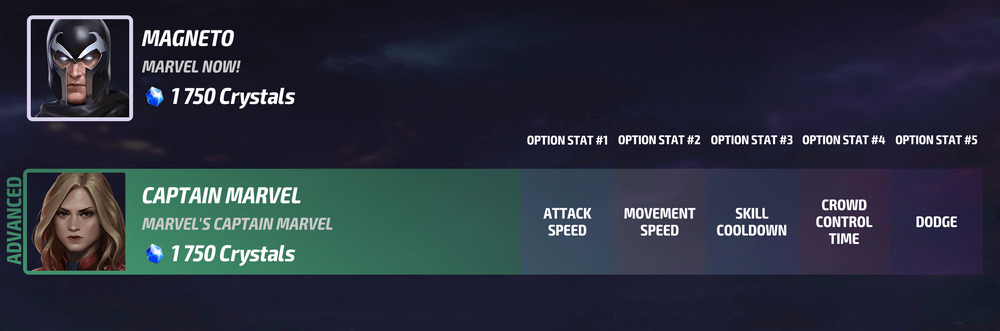 MAGNETO
MARVEL NOW!
1 750 Crystals
OPTION STAT #1 OPTION STAT #2 OPTION STAT #3 OPTION STAT #4 OPTION STAT #5
ADVANCED
CAPTAIN MARVEL
MARVEL'S CAPTAIN MARVEL
1 750 Crystals
ATTACK
SPEED
MOVEMENT
SPEED
SKILL
COOLDOWN
CROWD
CONTROL
TIME
DODGE